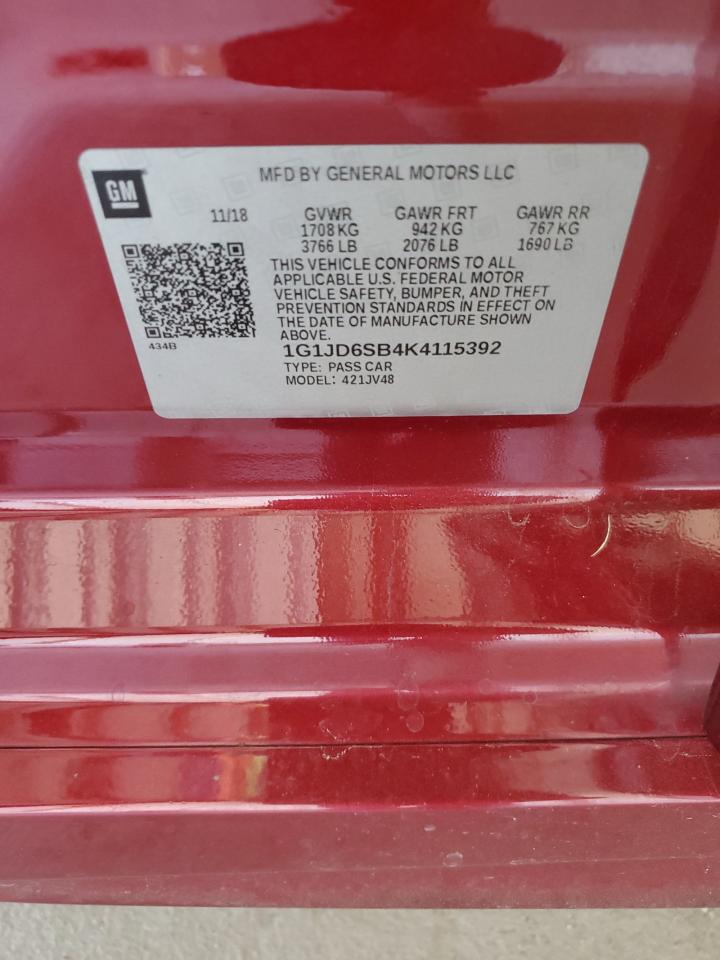 MFD BY GENERAL MOTORS LLC
GM
11/18 GVWR GAWR FRT GAWR RR
1708 KG 942 KG 767 KG
3766 LB 2076 LB 1690 LB
THIS VEHICLE CONFORMS TO ALL
APPLICABLE U.S. FEDERAL MOTOR
VEHICLE SAFETY, BUMPER, AND THEFT
PREVENTION STANDARDS IN EFFECT ON
THE DATE OF MANUFACTURE SHOWN
ABOVE.
434B
1G1JD6SB4K4115392
TYPE: PASS CAR
MODEL: 421JV48